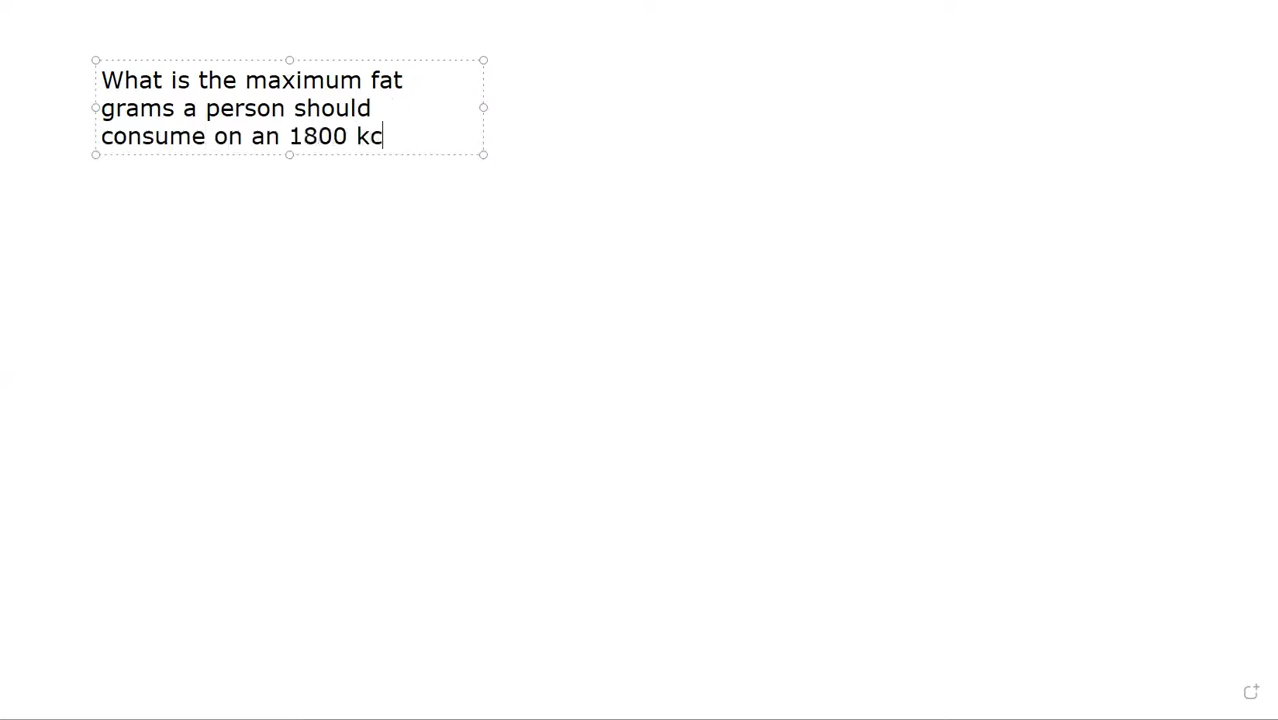 What is the maximum fat
grams a person should
consume on an 1800 kc